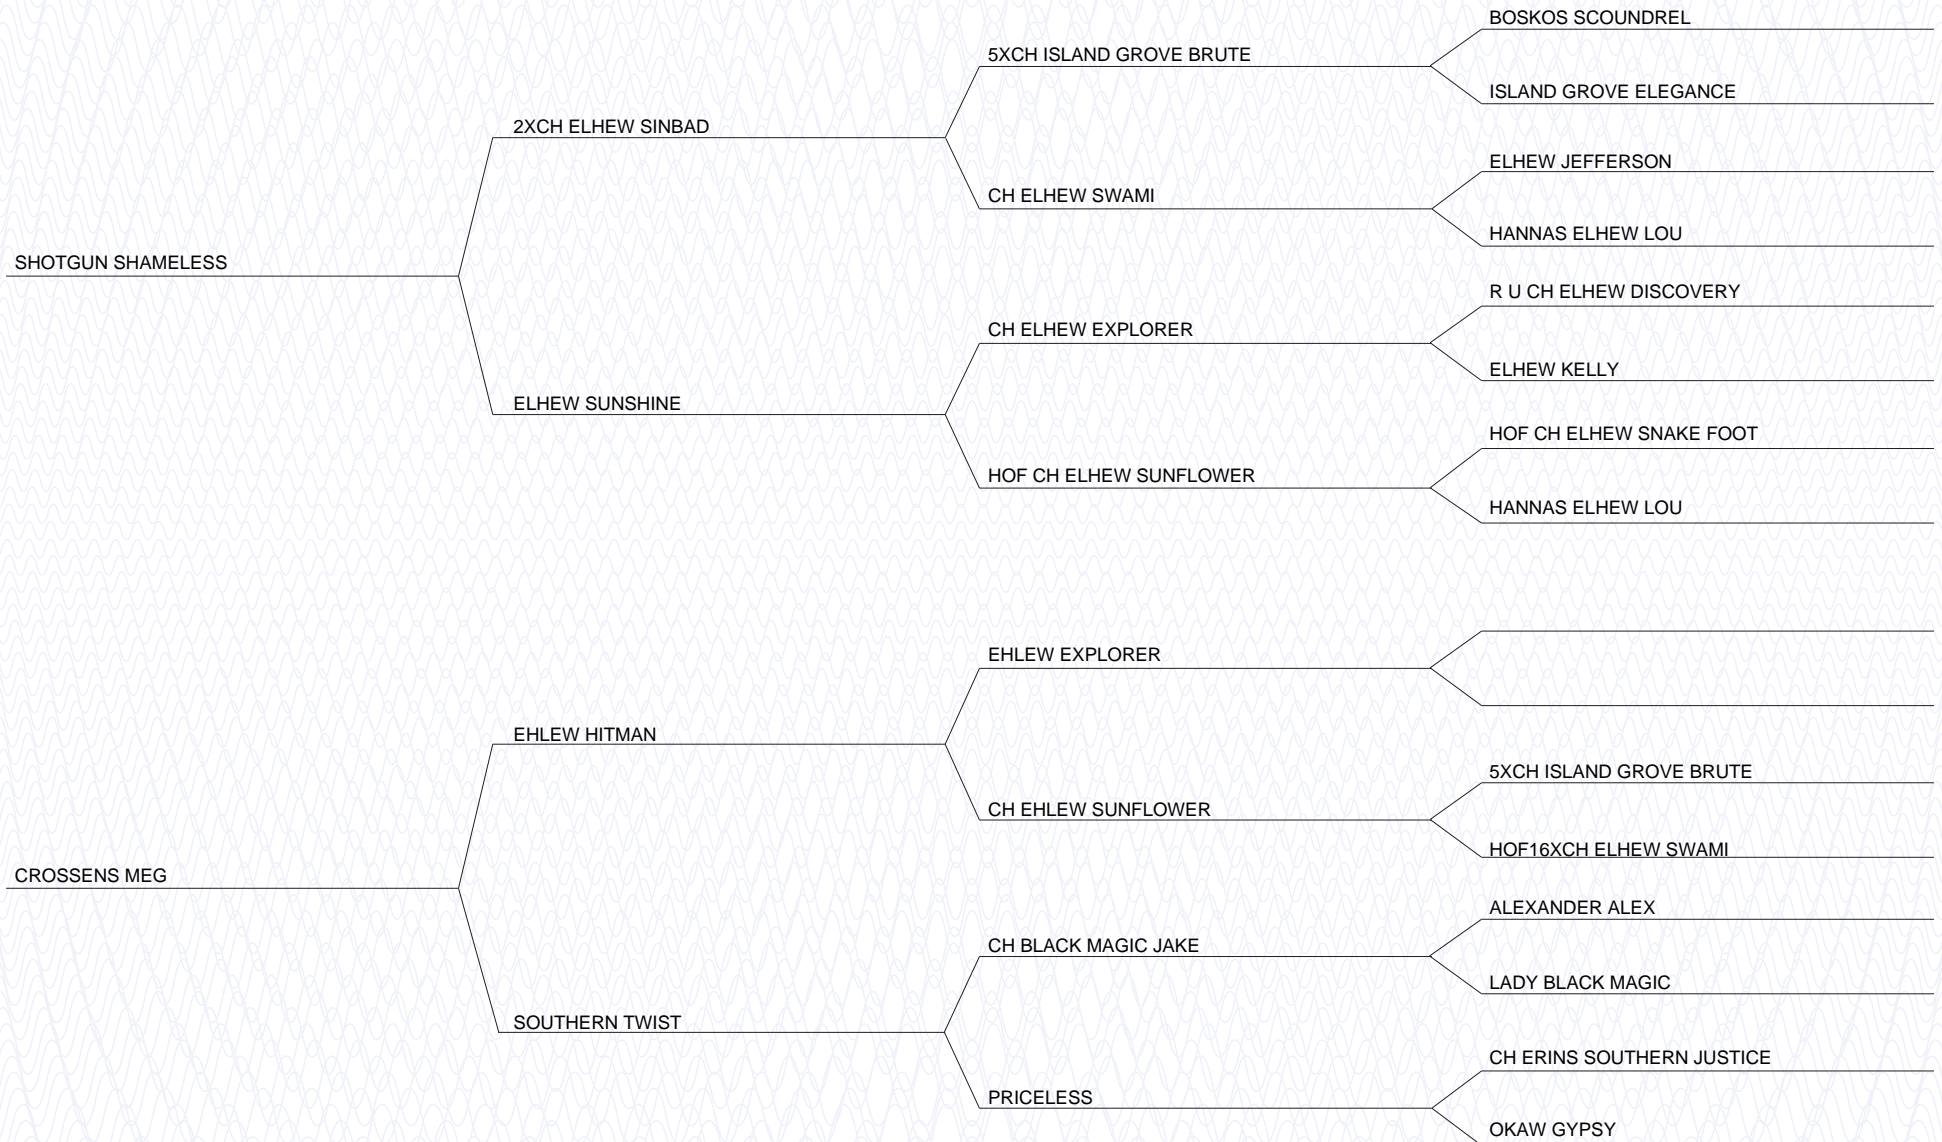 BOSKOS SCOUNDREL
5XCH ISLAND GROVE BRUTE
ISLAND GROVE ELEGANCE
2XCH ELHEW SINBAD
ELHEW JEFFERSON
CH ELHEW SWAMI
HANNAS ELHEW LOU
SHOTGUN SHAMELESS
R U CH ELHEW DISCOVERY
CH ELHEW EXPLORER
ELHEW KELLY
ELHEW SUNSHINE
HOF CH ELHEW SNAKE FOOT
HOF CH ELHEW SUNFLOWER
HANNAS ELHEW LOU
EHLEW EXPLORER
EHLEW HITMAN
5XCH ISLAND GROVE BRUTE
CH EHLEW SUNFLOWER
HOF16XCH ELHEW SWAMI
CROSSENS MEG
ALEXANDER ALEX
CH BLACK MAGIC JAKE
LADY BLACK MAGIC
SOUTHERN TWIST
CH ERINS SOUTHERN JUSTICE
PRICELESS
OKAW GYPSY